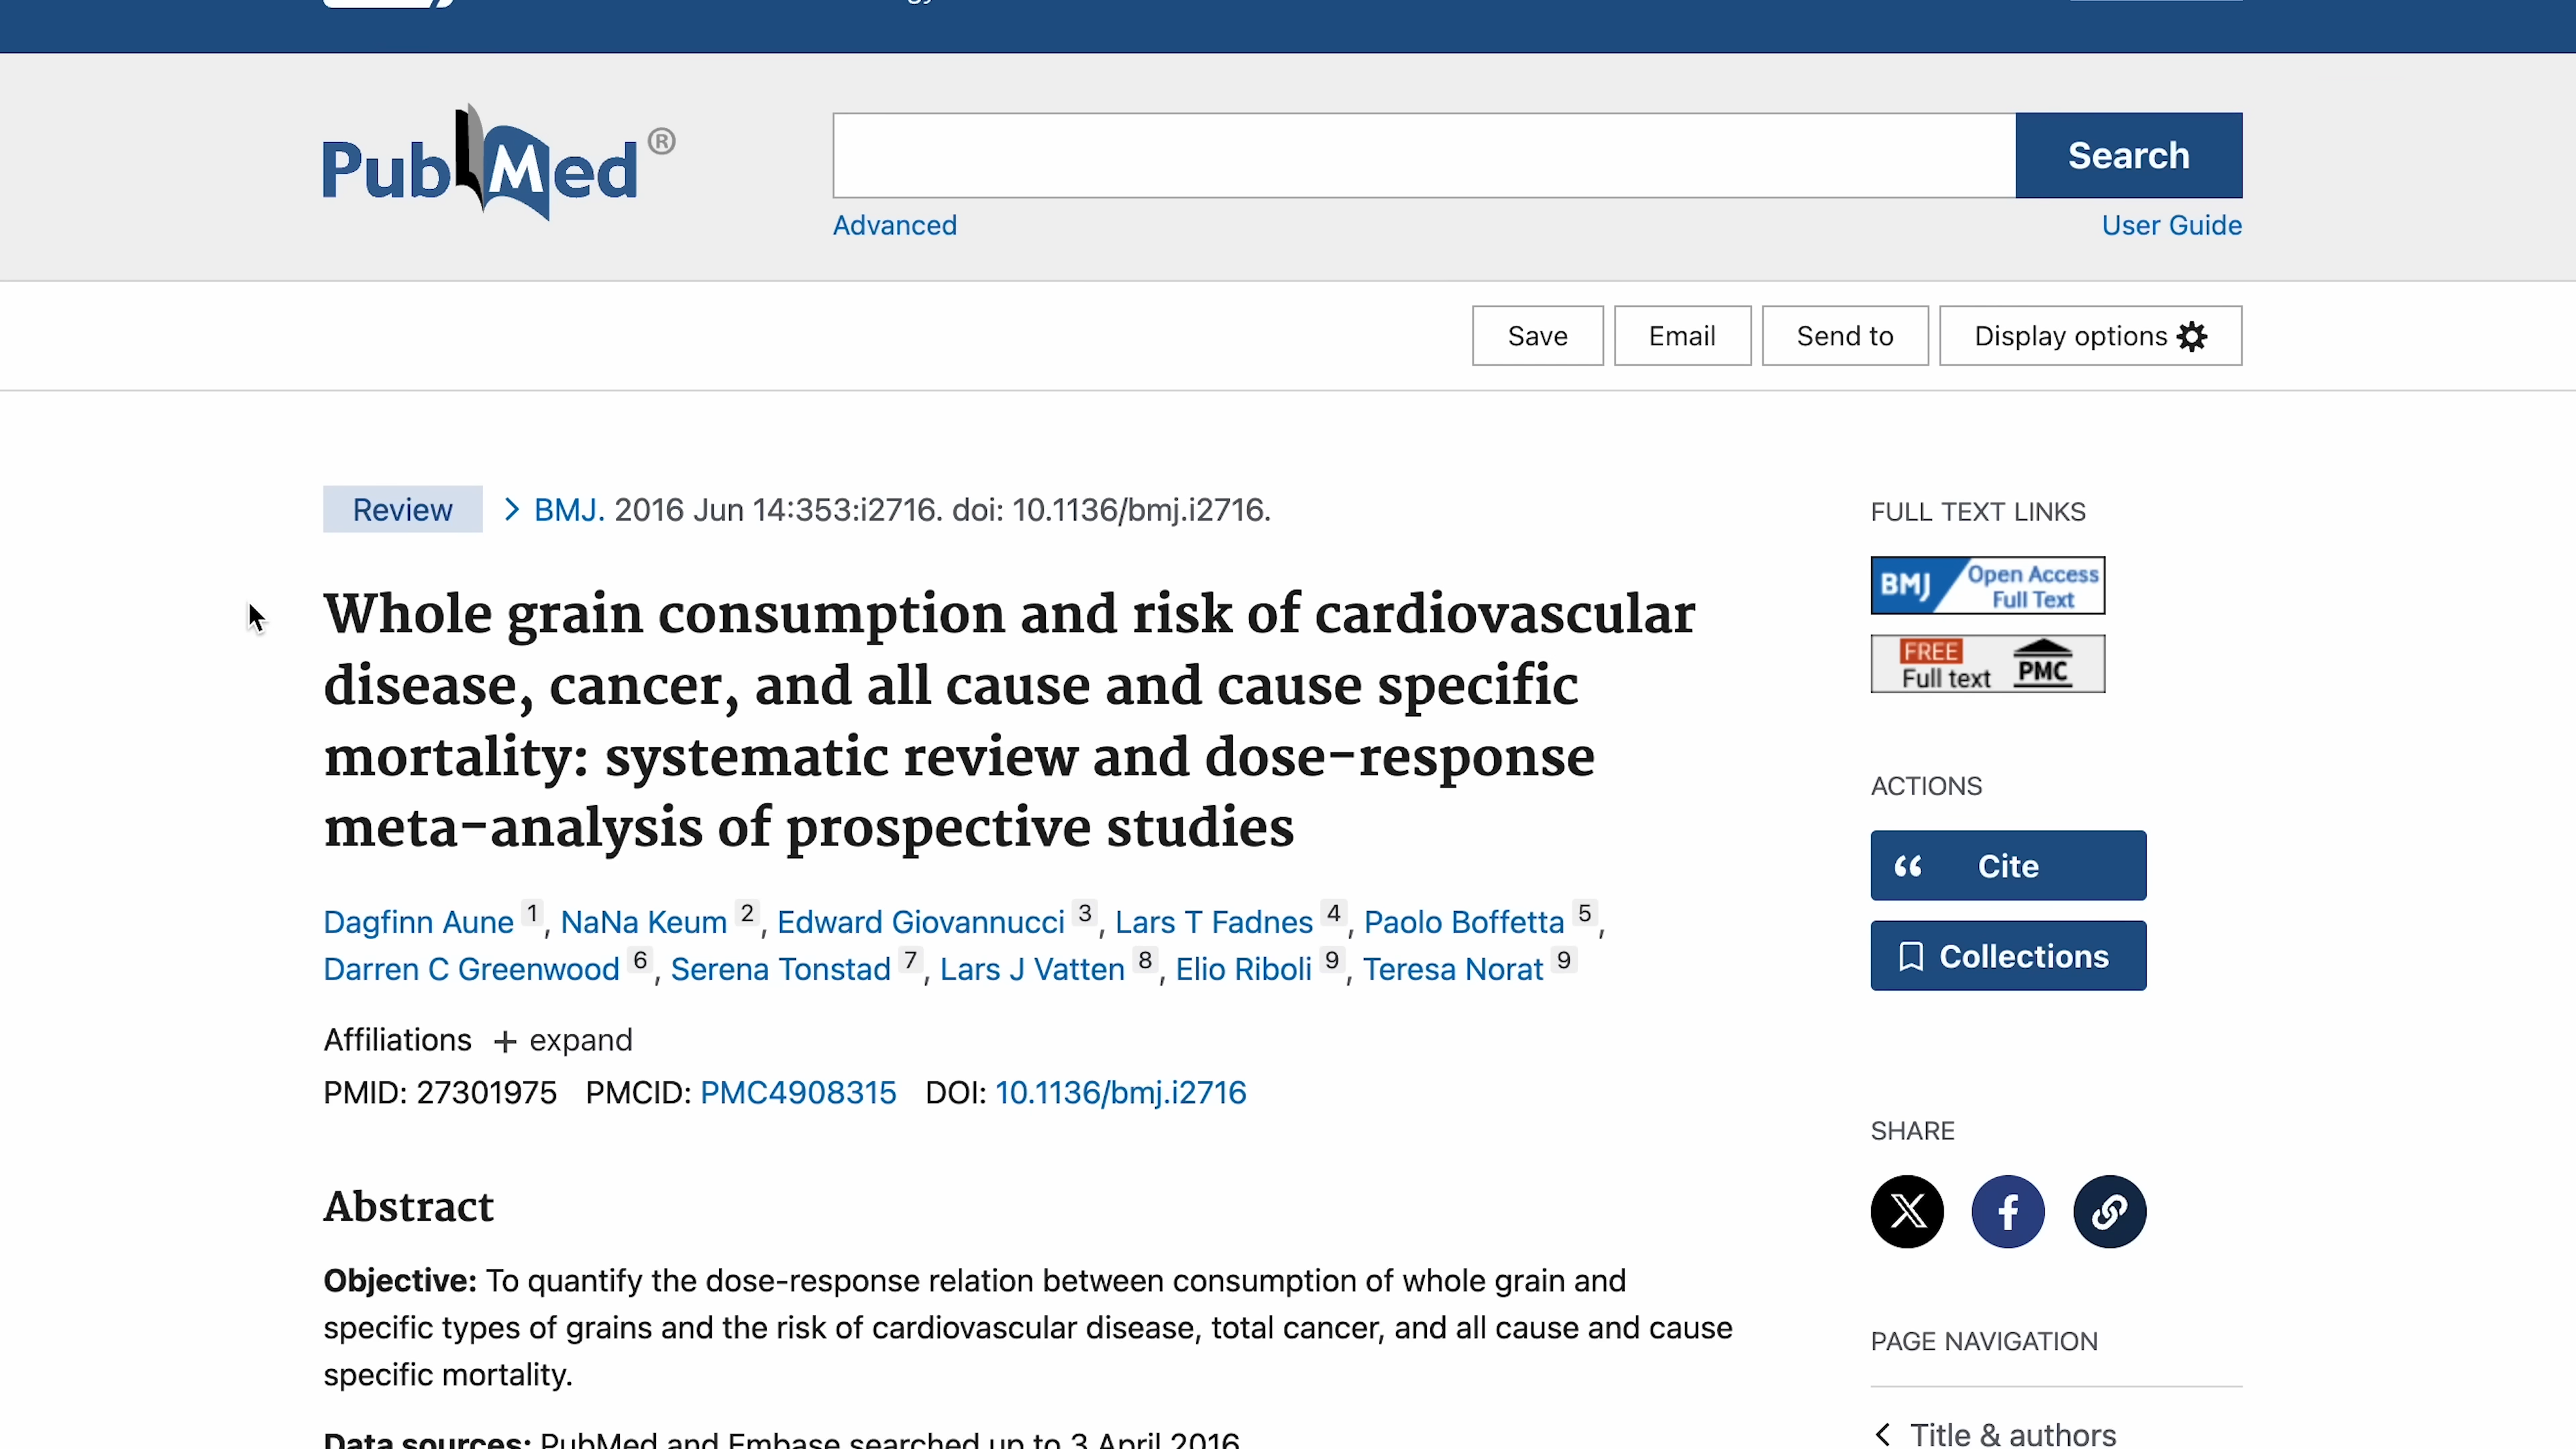 PubMed®
Search
Advanced
User Guide
Save
Email
Send to
Display options
Review
BMJ. 2016 Jun 14:353:i2716. doi: 10.1136/bmj.i2716.
Whole grain consumption and risk of cardiovascular
disease, cancer, and all cause and cause specific
mortality: systematic review and dose-response
meta-analysis of prospective studies
Dagfinn Aune 1, NaNa Keum 2, Edward Giovannucci 3, Lars T Fadnes 4, Paolo Boffetta 5,
Darren C Greenwood 6, Serena Tonstad 7, Lars J Vatten 8, Elio Riboli 9, Teresa Norat 9
Affiliations + expand
PMID: 27301975 PMCID: PMC4908315 DOI: 10.1136/bmj.i2716
Abstract
Objective: To quantify the dose-response relation between consumption of whole grain and
specific types of grains and the risk of cardiovascular disease, total cancer, and all cause and cause
specific mortality.
Data sources: PubMed and Embase searched up to 3 April 2016.
FULL TEXT LINKS
BMJ Open Access
Full Text
FREE
Full text PMC
ACTIONS
Cite
Collections
SHARE
PAGE NAVIGATION
Title & authors